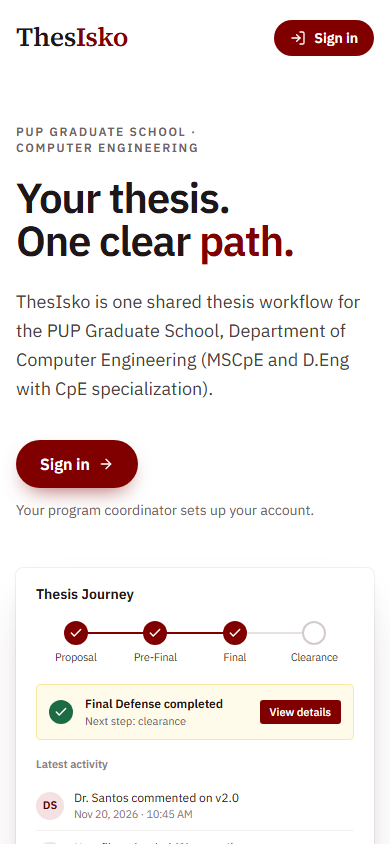 ThesIsko
Sign in
PUP GRADUATE SCHOOL ·
COMPUTER ENGINEERING
Your thesis.
One clear path.
ThesIsko is one shared thesis workflow for
the PUP Graduate School, Department of
Computer Engineering (MSCpE and D.Eng
with CpE specialization).
Sign in
Your program coordinator sets up your account.
Thesis Journey
Proposal
Pre-Final
Final
Clearance
Final Defense completed
Next step: clearance
View details
Latest activity
DS
Dr. Santos commented on v2.0
Nov 20, 2026 · 10:45 AM